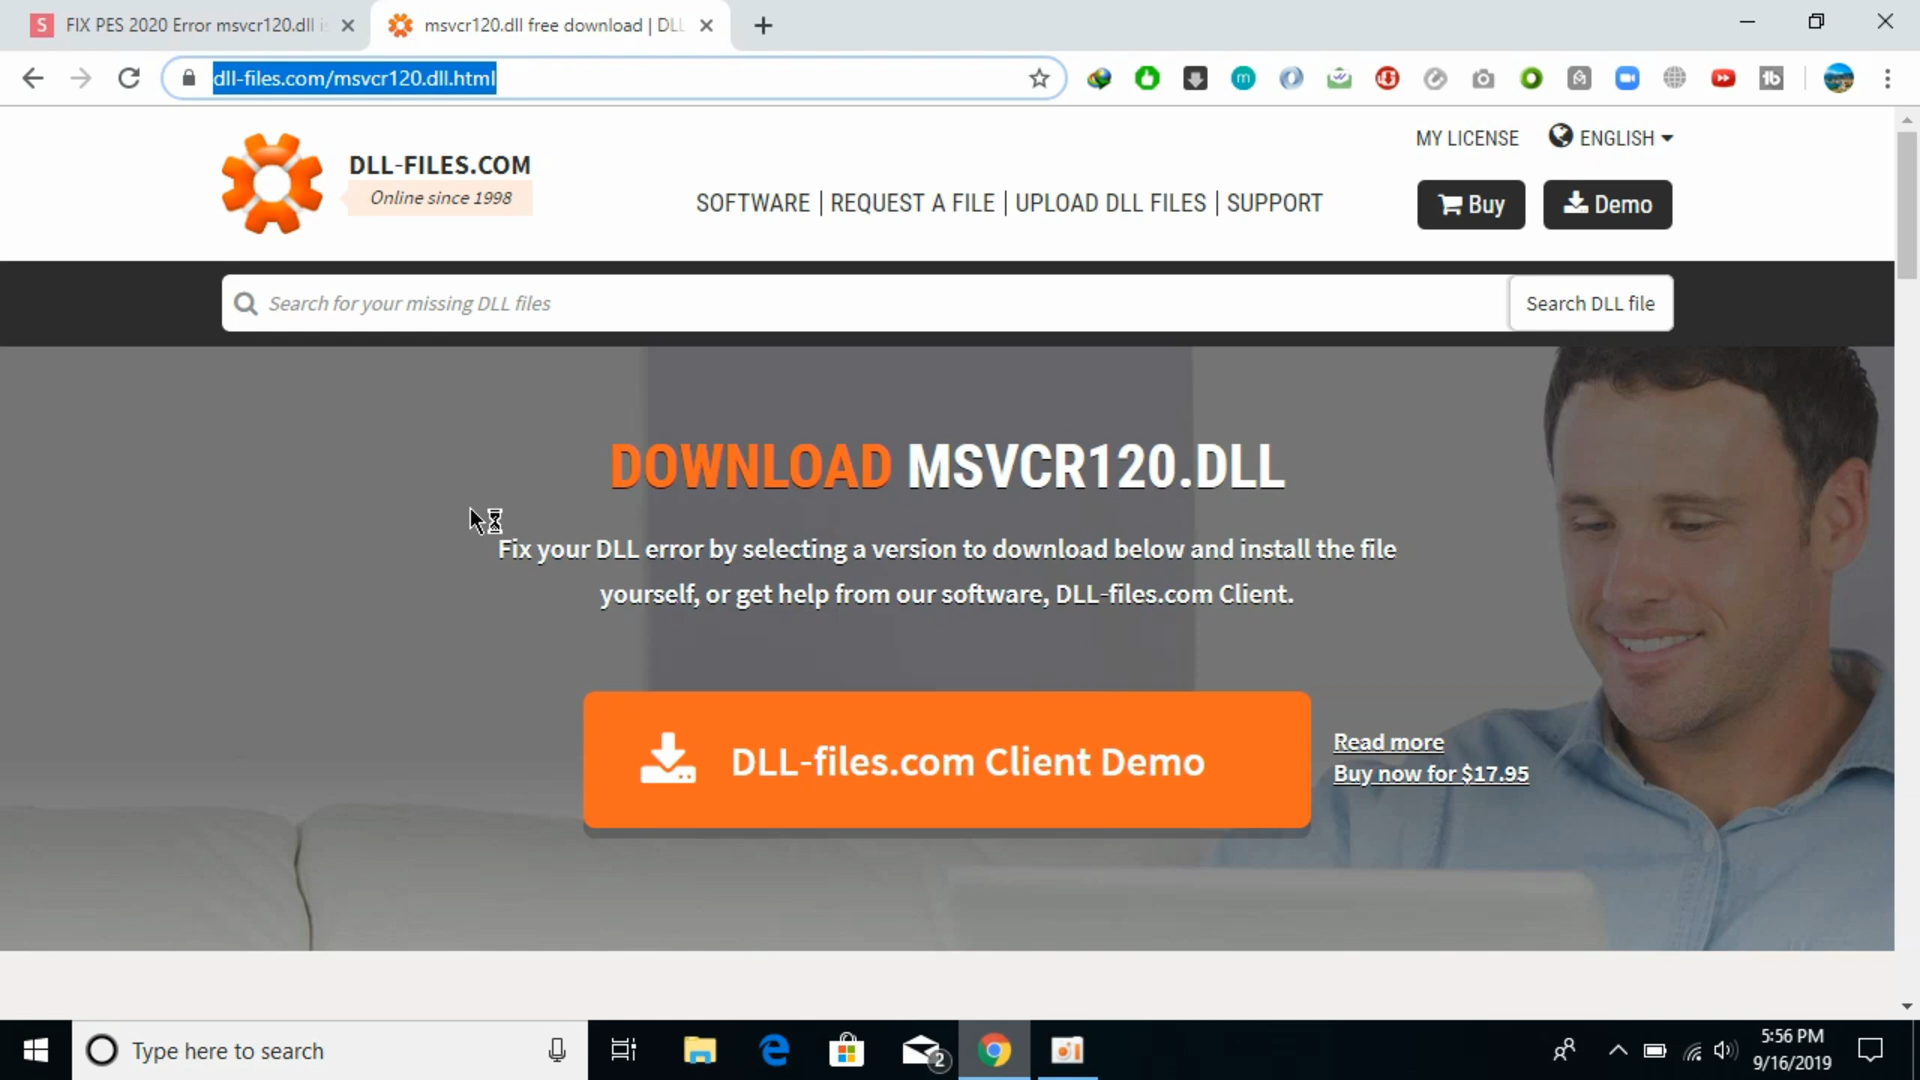 S FIX PES 2020 Error msvcr120.dll i
msvcr120.dll free download | DLL
dll-files.com/msvcr120.dll.html
m
1b
DLL-FILES.COM
Online since 1998
MY LICENSE
ENGLISH
SOFTWARE | REQUEST A FILE | UPLOAD DLL FILES | SUPPORT
Buy
Demo
Search for your missing DLL files
Search DLL file
DOWNLOAD MSVCR120.DLL
Fix your DLL error by selecting a version to download below and install the file
yourself, or get help from our software, DLL-files.com Client.
DLL-files.com Client Demo
Read more
Buy now for $17.95
Type here to search
2
5:56 PM
9/16/2019